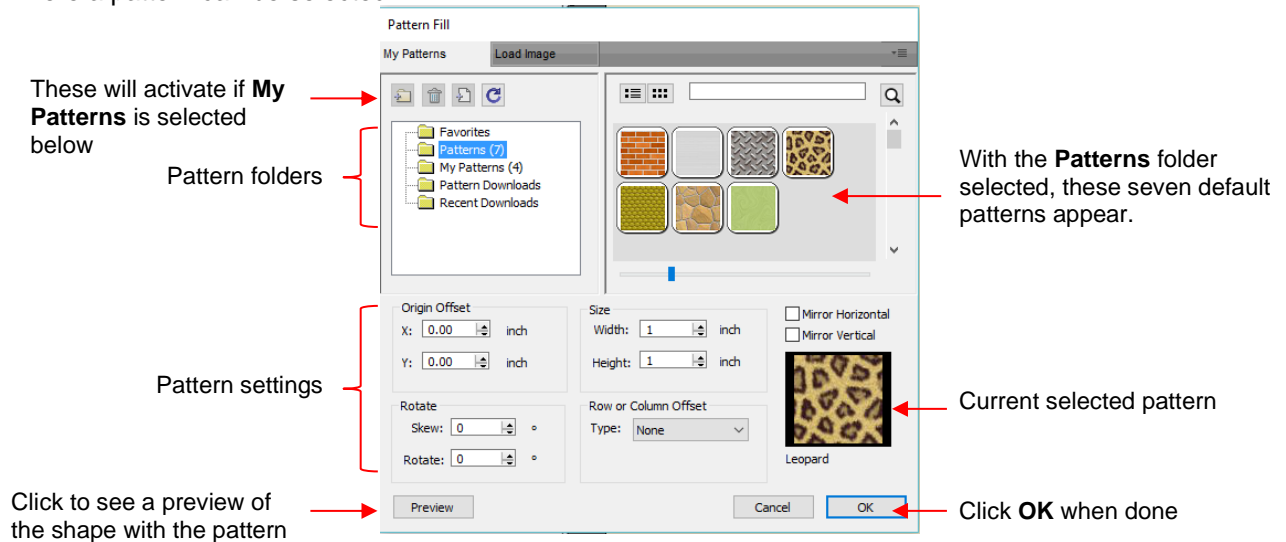 Pattern Fill
My Patterns
Load Image
These will activate if My
Patterns is selected
below
Pattern folders
Favorites
Patterns (7)
My Patterns (4)
Pattern Downloads
Recent Downloads
With the Patterns folder
selected, these seven default
patterns appear.
Pattern settings
Origin Offset
X: 0.00 inch
Y: 0.00 inch
Size
Width: 1 inch
Height: 1 inch
Mirror Horizontal
Mirror Vertical
Rotate
Skew: 0 °
Rotate: 0 °
Row or Column Offset
Type: None
Leopard
Current selected pattern
Click to see a preview of
the shape with the pattern
Preview
Cancel
OK
Click OK when done